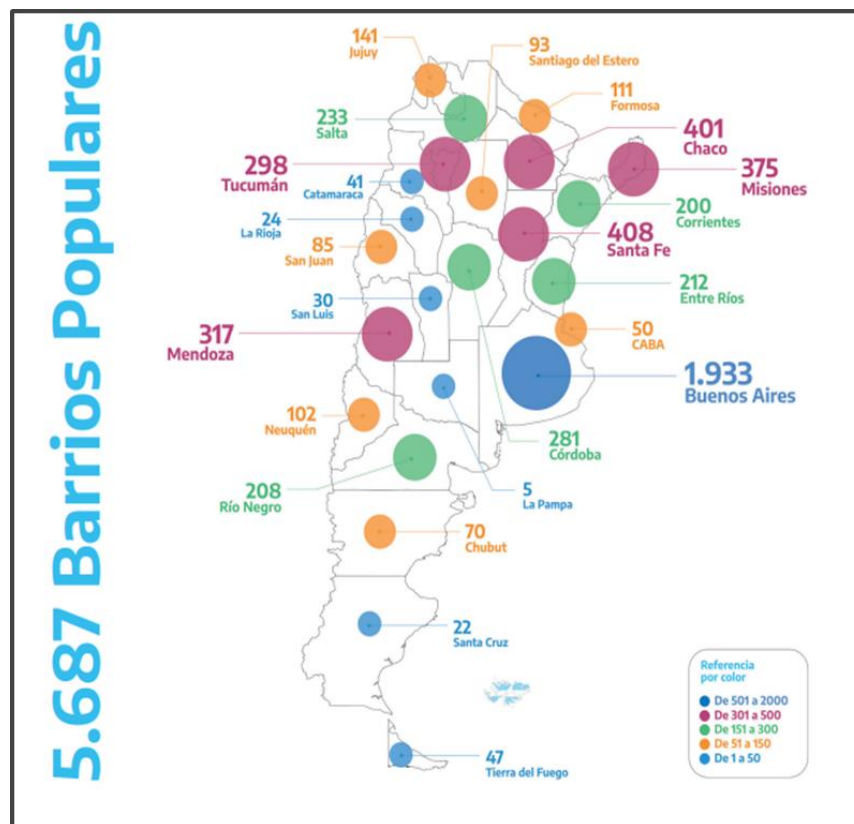 5.687 Barrios Populares
141
Jujuy
93
Santiago del Estero
233
Salta
111
Formosa
401
Chaco
298
Tucumán
375
Misiones
41
Catamaraca
200
Corrientes
24
La Rioja
408
Santa Fe
85
San Juan
212
Entre Ríos
30
San Luis
317
Mendoza
50
CABA
1.933
Buenos Aires
102
Neuquén
281
Córdoba
208
Río Negro
5
La Pampa
70
Chubut
22
Santa Cruz
47
Tierra del Fuego
Referencia
por color
De 501 a 2000
De 301 a 500
De 151 a 300
De 51 a 150
De 1 a 50